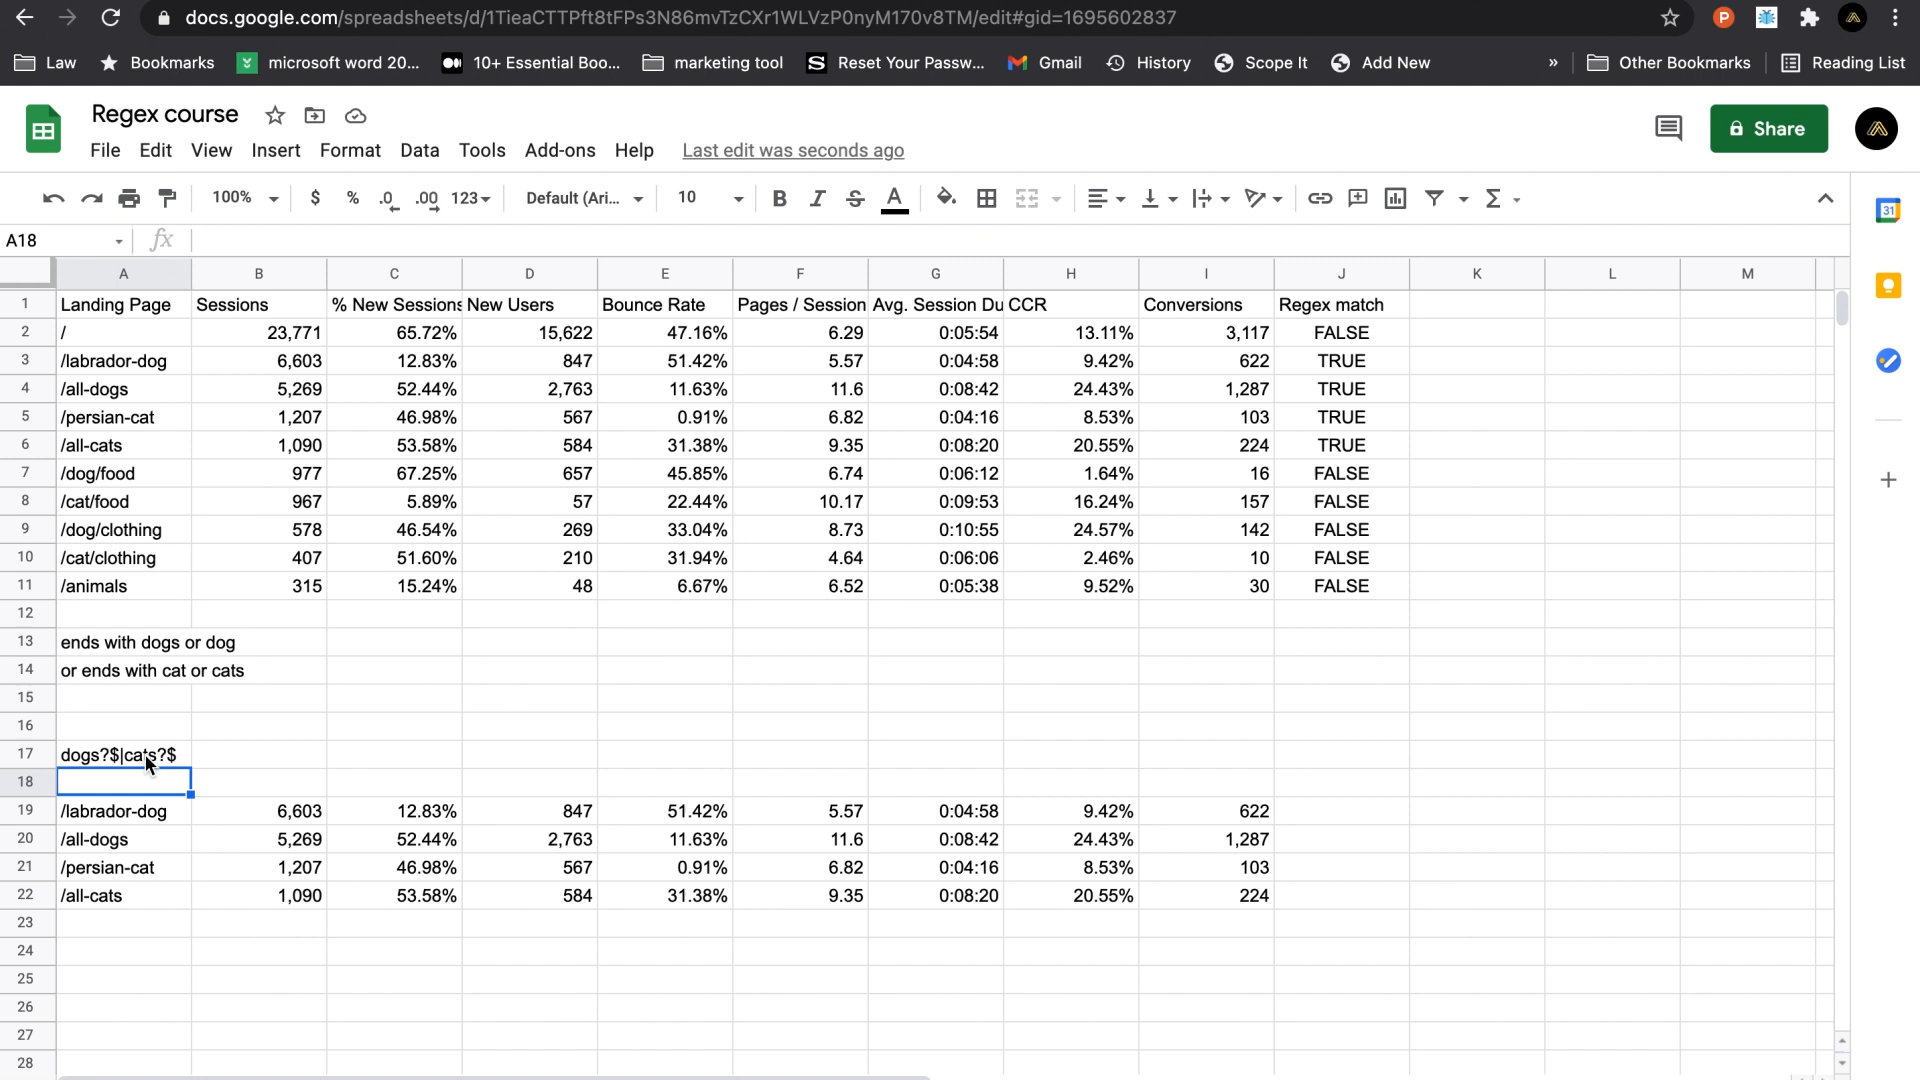 docs.google.com/spreadsheets/d/1TieaCTTPft8tFPs3N86mvTzCXr1WLVzP0nyM170v8TM/edit#gid=1695602837
P
Law Bookmarks microsoft word 20... 10+ Essential Boo... marketing tool S Reset Your Passw... Gmail History Scope It Add New » Other Bookmarks Reading List
Regex course
Share
File Edit View Insert Format Data Tools Add-ons Help Last edit was seconds ago
100% $ % .0 .00 123 Default (Ari... 10 B I S A Σ
31
A18 fx
A B C D E F G H I J K L M
1 Landing Page Sessions % New Sessions New Users Bounce Rate Pages / Session Avg. Session Du CCR Conversions Regex match
2 / 23,771 65.72% 15,622 47.16% 6.29 0:05:54 13.11% 3,117 FALSE
3 /labrador-dog 6,603 12.83% 847 51.42% 5.57 0:04:58 9.42% 622 TRUE
4 /all-dogs 5,269 52.44% 2,763 11.63% 11.6 0:08:42 24.43% 1,287 TRUE
5 /persian-cat 1,207 46.98% 567 0.91% 6.82 0:04:16 8.53% 103 TRUE
6 /all-cats 1,090 53.58% 584 31.38% 9.35 0:08:20 20.55% 224 TRUE
7 /dog/food 977 67.25% 657 45.85% 6.74 0:06:12 1.64% 16 FALSE
8 /cat/food 967 5.89% 57 22.44% 10.17 0:09:53 16.24% 157 FALSE
9 /dog/clothing 578 46.54% 269 33.04% 8.73 0:10:55 24.57% 142 FALSE
10 /cat/clothing 407 51.60% 210 31.94% 4.64 0:06:06 2.46% 10 FALSE
11 /animals 315 15.24% 48 6.67% 6.52 0:05:38 9.52% 30 FALSE
12
13 ends with dogs or dog
14 or ends with cat or cats
15
16
17 dogs?$|cats?$
18
19 /labrador-dog 6,603 12.83% 847 51.42% 5.57 0:04:58 9.42% 622
20 /all-dogs 5,269 52.44% 2,763 11.63% 11.6 0:08:42 24.43% 1,287
21 /persian-cat 1,207 46.98% 567 0.91% 6.82 0:04:16 8.53% 103
22 /all-cats 1,090 53.58% 584 31.38% 9.35 0:08:20 20.55% 224
23
24
25
26
27
28